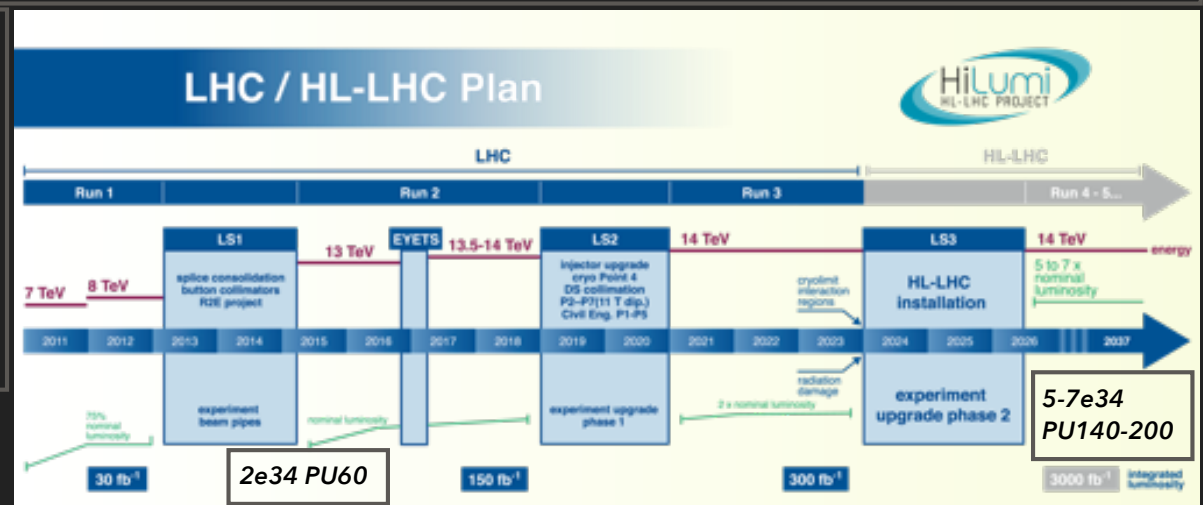 LHC / HL-LHC Plan
HiLumi
HL-LHC PROJECT
LHC
HL-LHC
Run 1
Run 2
Run 3
Run 4 - 5...
LS1
EYETS
LS2
LS3
13 TeV
13.5-14 TeV
14 TeV
14 TeV
energy
7 TeV
8 TeV
splice consolidation
button collimators
R2E project
injector upgrade
cryo Point 4
DS collimation
P2-P7(11 T dip.)
Civil Eng. P1-P5
cryolimit
interaction
regions
HL-LHC
installation
5 to 7 x
nominal
luminosity
2011 2012 2013 2014 2015 2016 2017 2018 2019 2020 2021 2022 2023 2024 2025 2026 2037
75%
nominal
luminosity
experiment
beam pipes
nominal luminosity
experiment upgrade
phase 1
radiation
damage
2 x nominal luminosity
experiment
upgrade phase 2
5-7e34
PU140-200
30 fb-1
2e34 PU60
150 fb-1
300 fb-1
3000 fb-1
integrated
luminosity